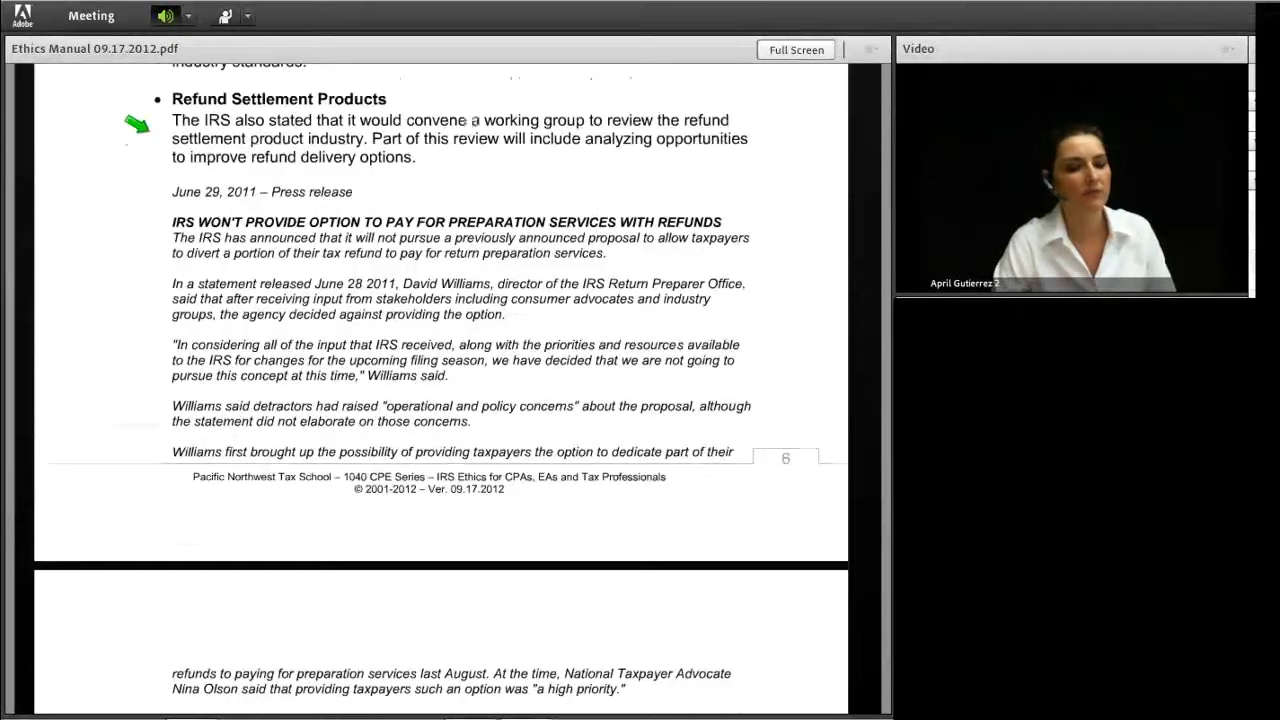 Adobe
Meeting
Ethics Manual 09.17.2012.pdf
Full Screen
Video
industry standards.
• Refund Settlement Products
The IRS also stated that it would convene a working group to review the refund
settlement product industry. Part of this review will include analyzing opportunities
to improve refund delivery options.
June 29, 2011 – Press release
IRS WON'T PROVIDE OPTION TO PAY FOR PREPARATION SERVICES WITH REFUNDS
The IRS has announced that it will not pursue a previously announced proposal to allow taxpayers
to divert a portion of their tax refund to pay for return preparation services.
In a statement released June 28 2011, David Williams, director of the IRS Return Preparer Office,
said that after receiving input from stakeholders including consumer advocates and industry
groups, the agency decided against providing the option.
"In considering all of the input that IRS received, along with the priorities and resources available
to the IRS for changes for the upcoming filing season, we have decided that we are not going to
pursue this concept at this time," Williams said.
Williams said detractors had raised "operational and policy concerns" about the proposal, although
the statement did not elaborate on those concerns.
Williams first brought up the possibility of providing taxpayers the option to dedicate part of their
6
Pacific Northwest Tax School – 1040 CPE Series – IRS Ethics for CPAs, EAs and Tax Professionals
© 2001-2012 – Ver. 09.17.2012
refunds to paying for preparation services last August. At the time, National Taxpayer Advocate
Nina Olson said that providing taxpayers such an option was "a high priority."
April Gutierrez 2